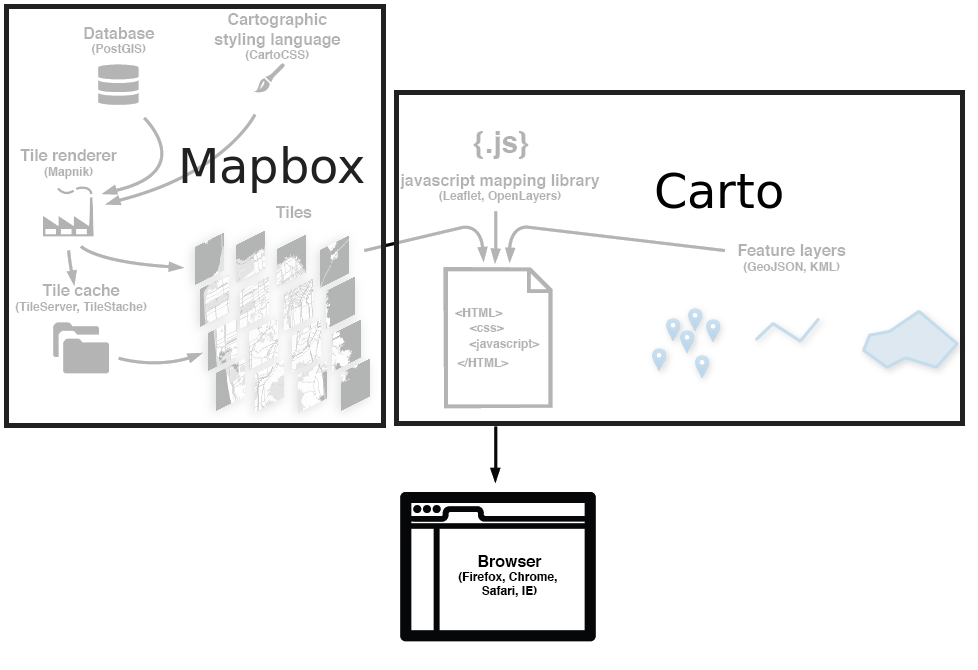 Database
(PostGIS)
Cartographic
styling language
(CartoCSS)
Tile renderer
(Mapnik)
Mapbox
Tiles
Tile cache
(TileServer, TileStache)
{.js}
javascript mapping library
(Leaflet, OpenLayers)
Carto
Feature layers
(GeoJSON, KML)
<HTML>
<css>
<javascript>
</HTML>
Browser
(Firefox, Chrome,
Safari, IE)